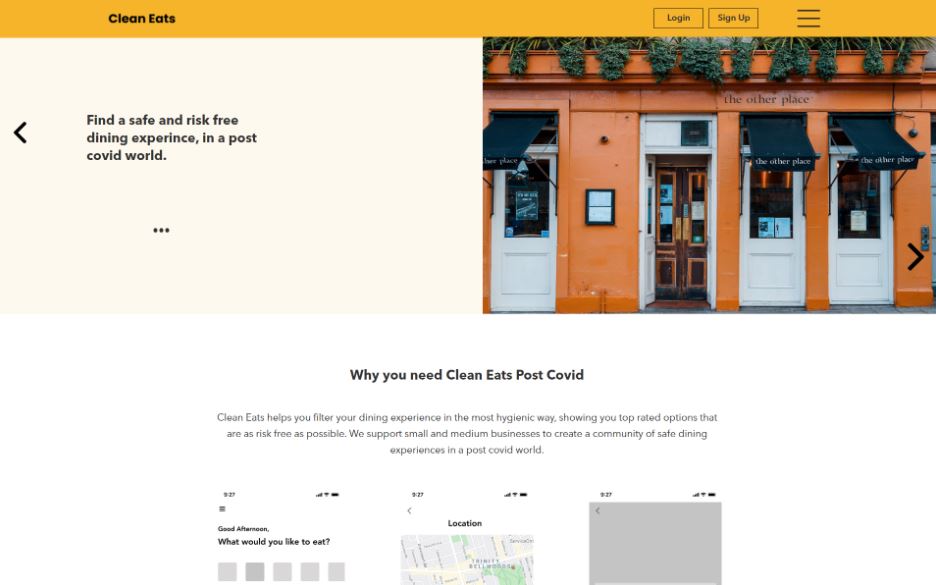 Clean Eats
Login
Sign Up
Find a safe and risk free
dining experince, in a post
covid world.
the other place
the other place
the other place
Why you need Clean Eats Post Covid
Clean Eats helps you filter your dining experience in the most hygienic way, showing you top rated options that
are as risk free as possible. We support small and medium businesses to create a community of safe dining
experiences in a post covid world.
9:27
9:27
9:27
Good Afternoon,
What would you like to eat?
Location
TRINITY
BELLWOODS